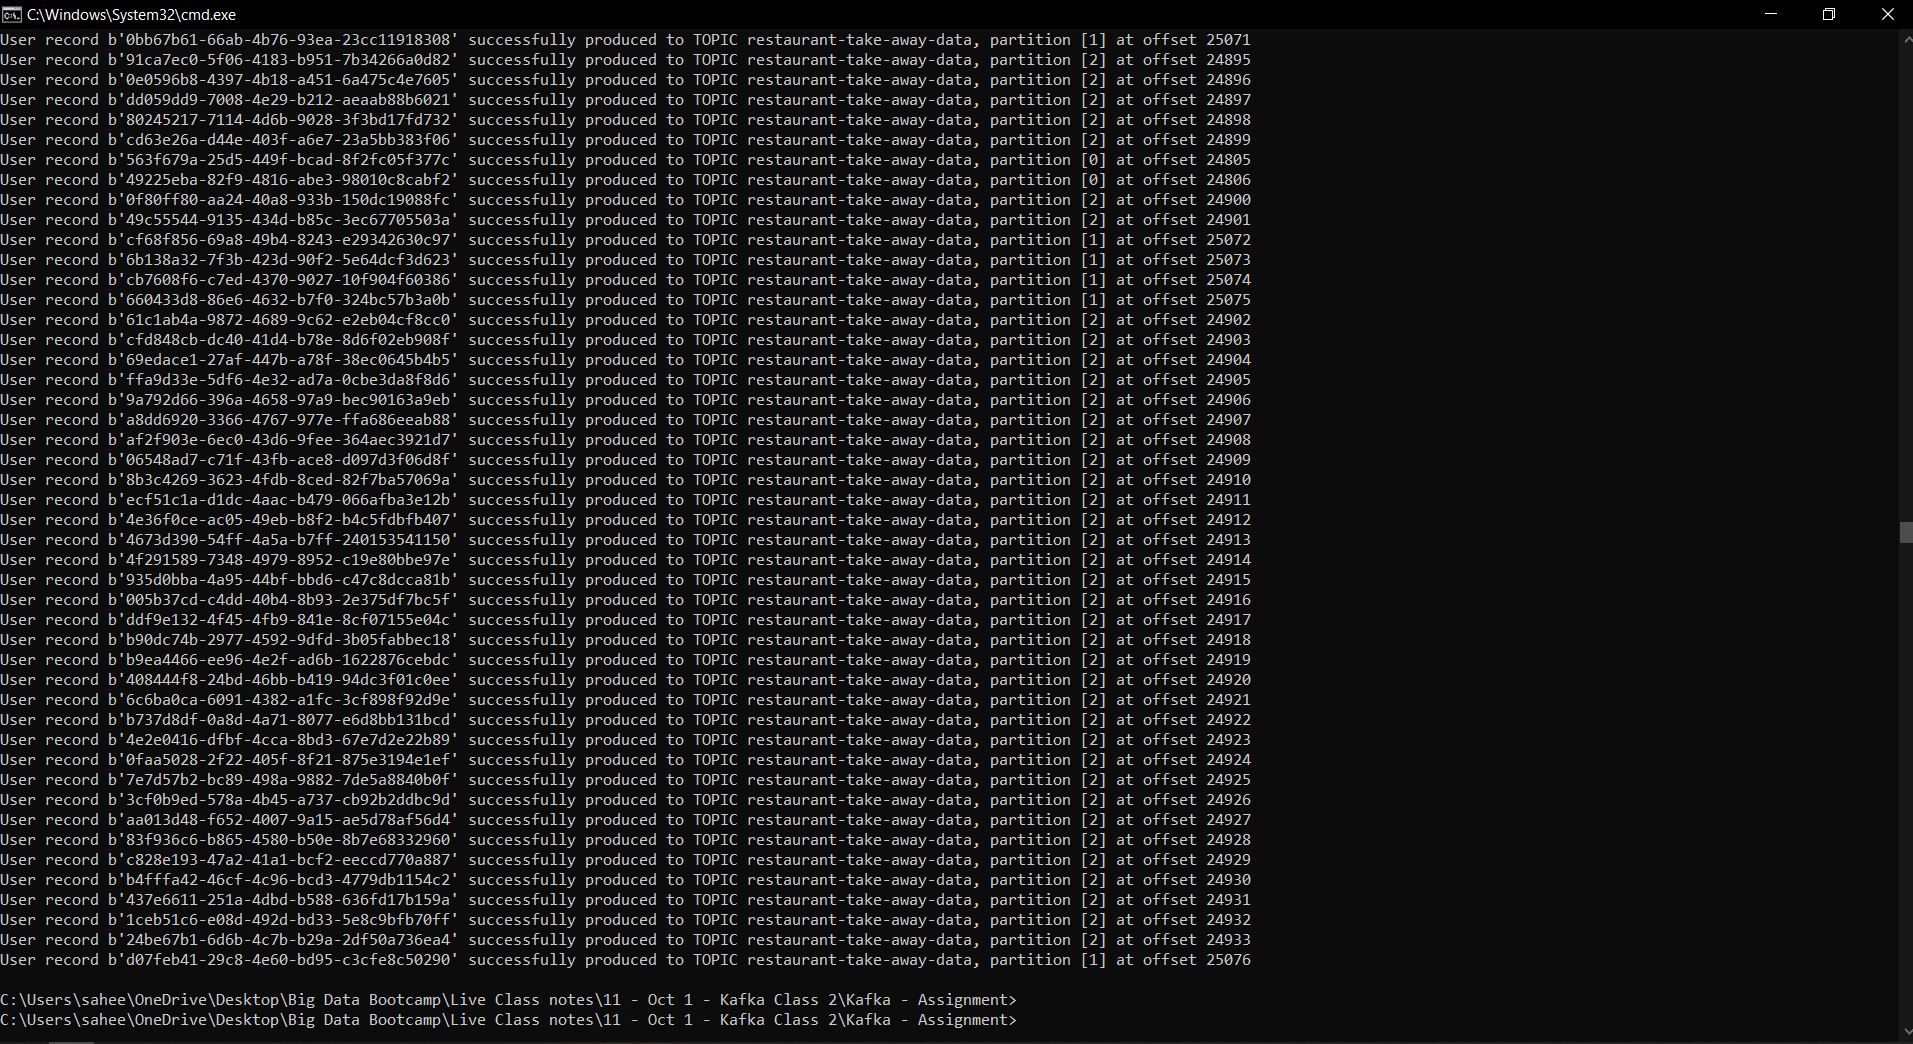 C:\Windows\System32\cmd.exe
User record b'0bb67b61-66ab-4b76-93ea-23cc11918308' successfully produced to TOPIC restaurant-take-away-data, partition [1] at offset 25071
User record b'91ca7ec0-5f06-4183-b951-7b34266a0d82' successfully produced to TOPIC restaurant-take-away-data, partition [2] at offset 24895
User record b'0e0596b8-4397-4b18-a451-6a475c4e7605' successfully produced to TOPIC restaurant-take-away-data, partition [2] at offset 24896
User record b'dd059dd9-7008-4e29-b212-aeaab88b6021' successfully produced to TOPIC restaurant-take-away-data, partition [2] at offset 24897
User record b'80245217-7114-4d6b-9028-3f3bd17fd732' successfully produced to TOPIC restaurant-take-away-data, partition [2] at offset 24898
User record b'cd63e26a-d44e-403f-a6e7-23a5bb383f06' successfully produced to TOPIC restaurant-take-away-data, partition [2] at offset 24899
User record b'563f679a-25d5-449f-bcad-8f2fc05f377c' successfully produced to TOPIC restaurant-take-away-data, partition [0] at offset 24805
User record b'49225eba-82f9-4816-abe3-98010c8cabf2' successfully produced to TOPIC restaurant-take-away-data, partition [0] at offset 24806
User record b'0f80ff80-aa24-40a8-933b-150dc19088fc' successfully produced to TOPIC restaurant-take-away-data, partition [2] at offset 24900
User record b'49c55544-9135-434d-b85c-3ec67705503a' successfully produced to TOPIC restaurant-take-away-data, partition [2] at offset 24901
User record b'cf68f856-69a8-49b4-8243-e29342630c97' successfully produced to TOPIC restaurant-take-away-data, partition [1] at offset 25072
User record b'6b138a32-7f3b-423d-90f2-5e64dcf3d623' successfully produced to TOPIC restaurant-take-away-data, partition [1] at offset 25073
User record b'cb7608f6-c7ed-4370-9027-10f904f60386' successfully produced to TOPIC restaurant-take-away-data, partition [1] at offset 25074
User record b'660433d8-86e6-4632-b7f0-324bc57b3a0b' successfully produced to TOPIC restaurant-take-away-data, partition [1] at offset 25075
User record b'61c1ab4a-9872-4689-9c62-e2eb04cf8cc0' successfully produced to TOPIC restaurant-take-away-data, partition [2] at offset 24902
User record b'cfd848cb-dc40-41d4-b78e-8d6f02eb908f' successfully produced to TOPIC restaurant-take-away-data, partition [2] at offset 24903
User record b'69edace1-27af-447b-a78f-38ec0645b4b5' successfully produced to TOPIC restaurant-take-away-data, partition [2] at offset 24904
User record b'ffa9d33e-5df6-4e32-ad7a-0cbe3da8f8d6' successfully produced to TOPIC restaurant-take-away-data, partition [2] at offset 24905
User record b'9a792d66-396a-4658-97a9-bec90163a9eb' successfully produced to TOPIC restaurant-take-away-data, partition [2] at offset 24906
User record b'a8dd6920-3366-4767-977e-ffa686eeab88' successfully produced to TOPIC restaurant-take-away-data, partition [2] at offset 24907
User record b'af2f903e-6ec0-43d6-9fee-364aec3921d7' successfully produced to TOPIC restaurant-take-away-data, partition [2] at offset 24908
User record b'06548ad7-c71f-43fb-ace8-d097d3f06d8f' successfully produced to TOPIC restaurant-take-away-data, partition [2] at offset 24909
User record b'8b3c4269-3623-4fdb-8ced-82f7ba57069a' successfully produced to TOPIC restaurant-take-away-data, partition [2] at offset 24910
User record b'ecf51c1a-d1dc-4aac-b479-066afba3e12b' successfully produced to TOPIC restaurant-take-away-data, partition [2] at offset 24911
User record b'4e36f0ce-ac05-49eb-b8f2-b4c5fdbfb407' successfully produced to TOPIC restaurant-take-away-data, partition [2] at offset 24912
User record b'4673d390-54ff-4a5a-b7ff-240153541150' successfully produced to TOPIC restaurant-take-away-data, partition [2] at offset 24913
User record b'4f291589-7348-4979-8952-c19e80bbe97e' successfully produced to TOPIC restaurant-take-away-data, partition [2] at offset 24914
User record b'935d0bba-4a95-44bf-bbd6-c47c8dcca81b' successfully produced to TOPIC restaurant-take-away-data, partition [2] at offset 24915
User record b'005b37cd-c4dd-40b4-8b93-2e375df7bc5f' successfully produced to TOPIC restaurant-take-away-data, partition [2] at offset 24916
User record b'ddf9e132-4f45-4fb9-841e-8cf07155e04c' successfully produced to TOPIC restaurant-take-away-data, partition [2] at offset 24917
User record b'b90dc74b-2977-4592-9dfd-3b05fabbec18' successfully produced to TOPIC restaurant-take-away-data, partition [2] at offset 24918
User record b'b9ea4466-ee96-4e2f-ad6b-1622876cebdc' successfully produced to TOPIC restaurant-take-away-data, partition [2] at offset 24919
User record b'408444f8-24bd-46bb-b419-94dc3f01c0ee' successfully produced to TOPIC restaurant-take-away-data, partition [2] at offset 24920
User record b'6c6ba0ca-6091-4382-a1fc-3cf898f92d9e' successfully produced to TOPIC restaurant-take-away-data, partition [2] at offset 24921
User record b'b737d8df-0a8d-4a71-8077-e6d8bb131bcd' successfully produced to TOPIC restaurant-take-away-data, partition [2] at offset 24922
User record b'4e2e0416-dfbf-4cca-8bd3-67e7d2e22b89' successfully produced to TOPIC restaurant-take-away-data, partition [2] at offset 24923
User record b'0faa5028-2f22-405f-8f21-875e3194e1ef' successfully produced to TOPIC restaurant-take-away-data, partition [2] at offset 24924
User record b'7e7d57b2-bc89-498a-9882-7de5a8840b0f' successfully produced to TOPIC restaurant-take-away-data, partition [2] at offset 24925
User record b'3cf0b9ed-578a-4b45-a737-cb92b2ddbc9d' successfully produced to TOPIC restaurant-take-away-data, partition [2] at offset 24926
User record b'aa013d48-f652-4007-9a15-ae5d78af56d4' successfully produced to TOPIC restaurant-take-away-data, partition [2] at offset 24927
User record b'83f936c6-b865-4580-b50e-8b7e68332960' successfully produced to TOPIC restaurant-take-away-data, partition [2] at offset 24928
User record b'c828e193-47a2-41a1-bcf2-eeccd770a887' successfully produced to TOPIC restaurant-take-away-data, partition [2] at offset 24929
User record b'b4fffa42-46cf-4c96-bcd3-4779db1154c2' successfully produced to TOPIC restaurant-take-away-data, partition [2] at offset 24930
User record b'437e6611-251a-4dbd-b588-636fd17b159a' successfully produced to TOPIC restaurant-take-away-data, partition [2] at offset 24931
User record b'1ceb51c6-e08d-492d-bd33-5e8c9bfb70ff' successfully produced to TOPIC restaurant-take-away-data, partition [2] at offset 24932
User record b'24be67b1-6d6b-4c7b-b29a-2df50a736ea4' successfully produced to TOPIC restaurant-take-away-data, partition [2] at offset 24933
User record b'd07feb41-29c8-4e60-bd95-c3cfe8c50290' successfully produced to TOPIC restaurant-take-away-data, partition [1] at offset 25076
C:\Users\sahee\OneDrive\Desktop\Big Data Bootcamp\Live Class notes\11 - Oct 1 - Kafka Class 2\Kafka - Assignment>
C:\Users\sahee\OneDrive\Desktop\Big Data Bootcamp\Live Class notes\11 - Oct 1 - Kafka Class 2\Kafka - Assignment>